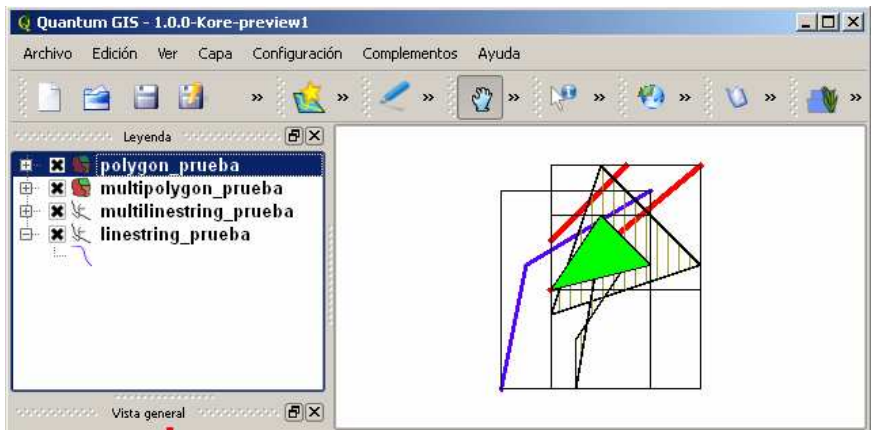 Quantum GIS - 1.0.0-Kore-preview1
Archivo Edición Ver Capa Configuración Complementos Ayuda
Leyenda
polygon_prueba
multipolygon_prueba
multilinestring_prueba
linestring_prueba
Vista general